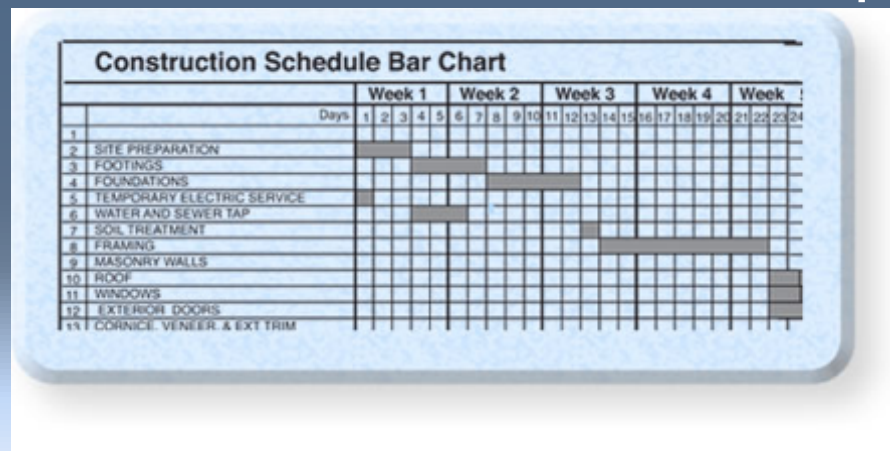 Construction Schedule Bar Chart
Week 1 Week 2 Week 3 Week 4 Week
Days 1 2 3 4 5 6 7 8 9 10 11 12 13 14 15 16 17 18 19 20 21 22 23 24
1
2 SITE PREPARATION
3 FOOTINGS
4 FOUNDATIONS
5 TEMPORARY ELECTRIC SERVICE
6 WATER AND SEWER TAP
7 SOIL TREATMENT
8 FRAMING
9 MASONRY WALLS
10 ROOF
11 WINDOWS
12 EXTERIOR DOORS
13 CORNICE, VENEER, & EXT TRIM